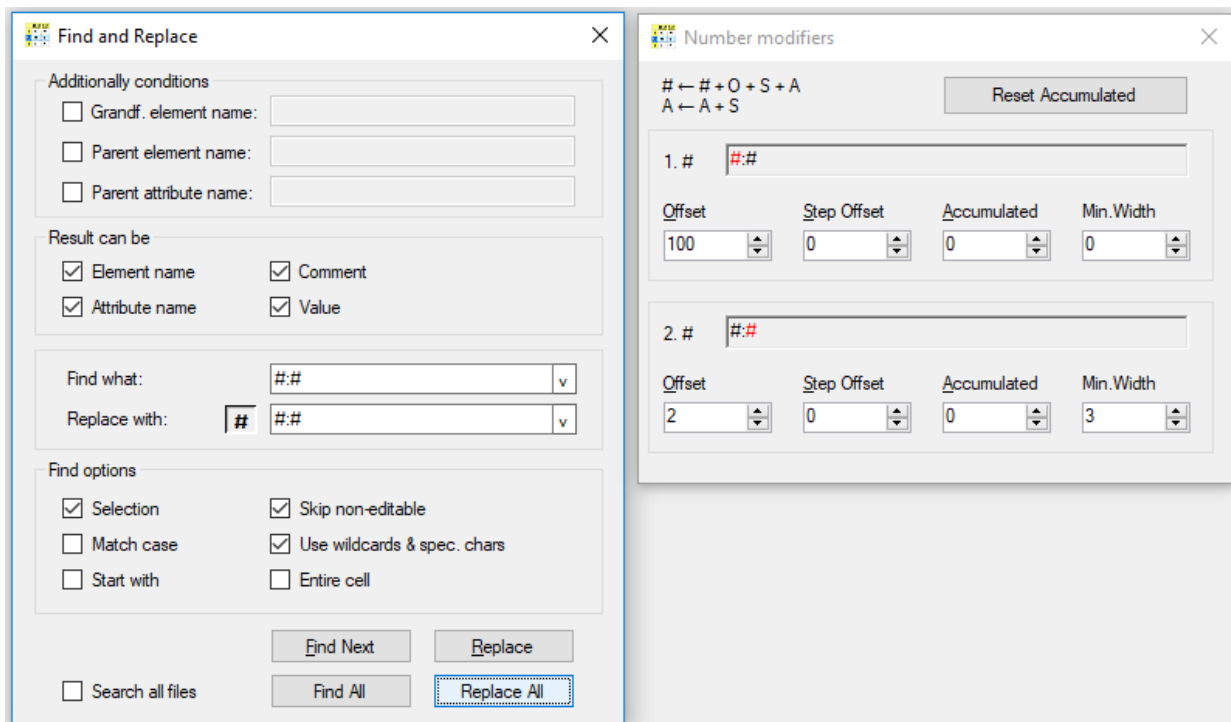 Find and Replace
Additionally conditions
Grandf. element name:
Parent element name:
Parent attribute name:
Result can be
Element name
Comment
Attribute name
Value
Find what:
#:#
v
Replace with:
#
#:#
v
Find options
Selection
Skip non-editable
Match case
Use wildcards & spec. chars
Start with
Entire cell
Find Next
Replace
Search all files
Find All
Replace All
Number modifiers
# ← # + O + S + A
A ← A + S
Reset Accumulated
1. #
#:#
Offset
Step Offset
Accumulated
Min.Width
100
0
0
0
2. #
#:#
Offset
Step Offset
Accumulated
Min.Width
2
0
0
3